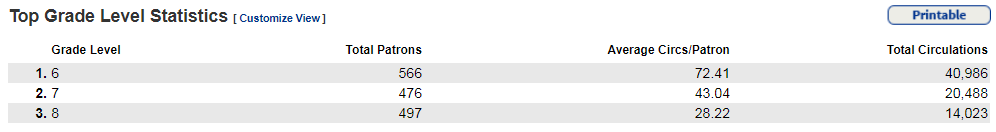 Top Grade Level Statistics [ Customize View ] Printable
Grade Level Total Patrons Average Circs/Patron Total Circulations
1. 6 566 72.41 40,986
2. 7 476 43.04 20,488
3. 8 497 28.22 14,023